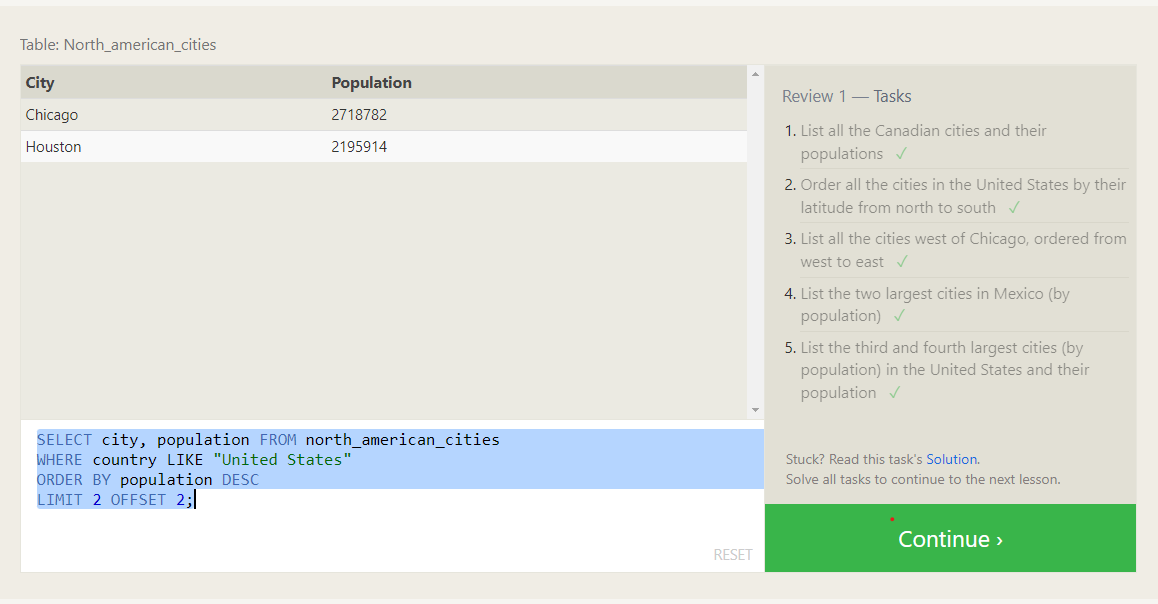 Table: North_american_cities
City Population
Chicago 2718782
Houston 2195914
SELECT city, population FROM north_american_cities
WHERE country LIKE "United States"
ORDER BY population DESC
LIMIT 2 OFFSET 2;
RESET
Review 1 — Tasks
1. List all the Canadian cities and their
populations ✓
2. Order all the cities in the United States by their
latitude from north to south ✓
3. List all the cities west of Chicago, ordered from
west to east ✓
4. List the two largest cities in Mexico (by
population) ✓
5. List the third and fourth largest cities (by
population) in the United States and their
population ✓
Stuck? Read this task's Solution.
Solve all tasks to continue to the next lesson.
Continue ›